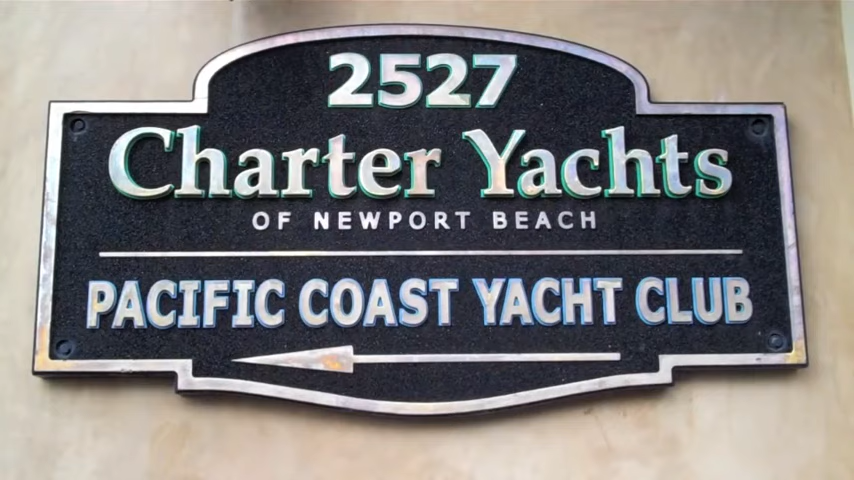 2527
Charter Yachts
OF NEWPORT BEACH
PACIFIC COAST YACHT CLUB